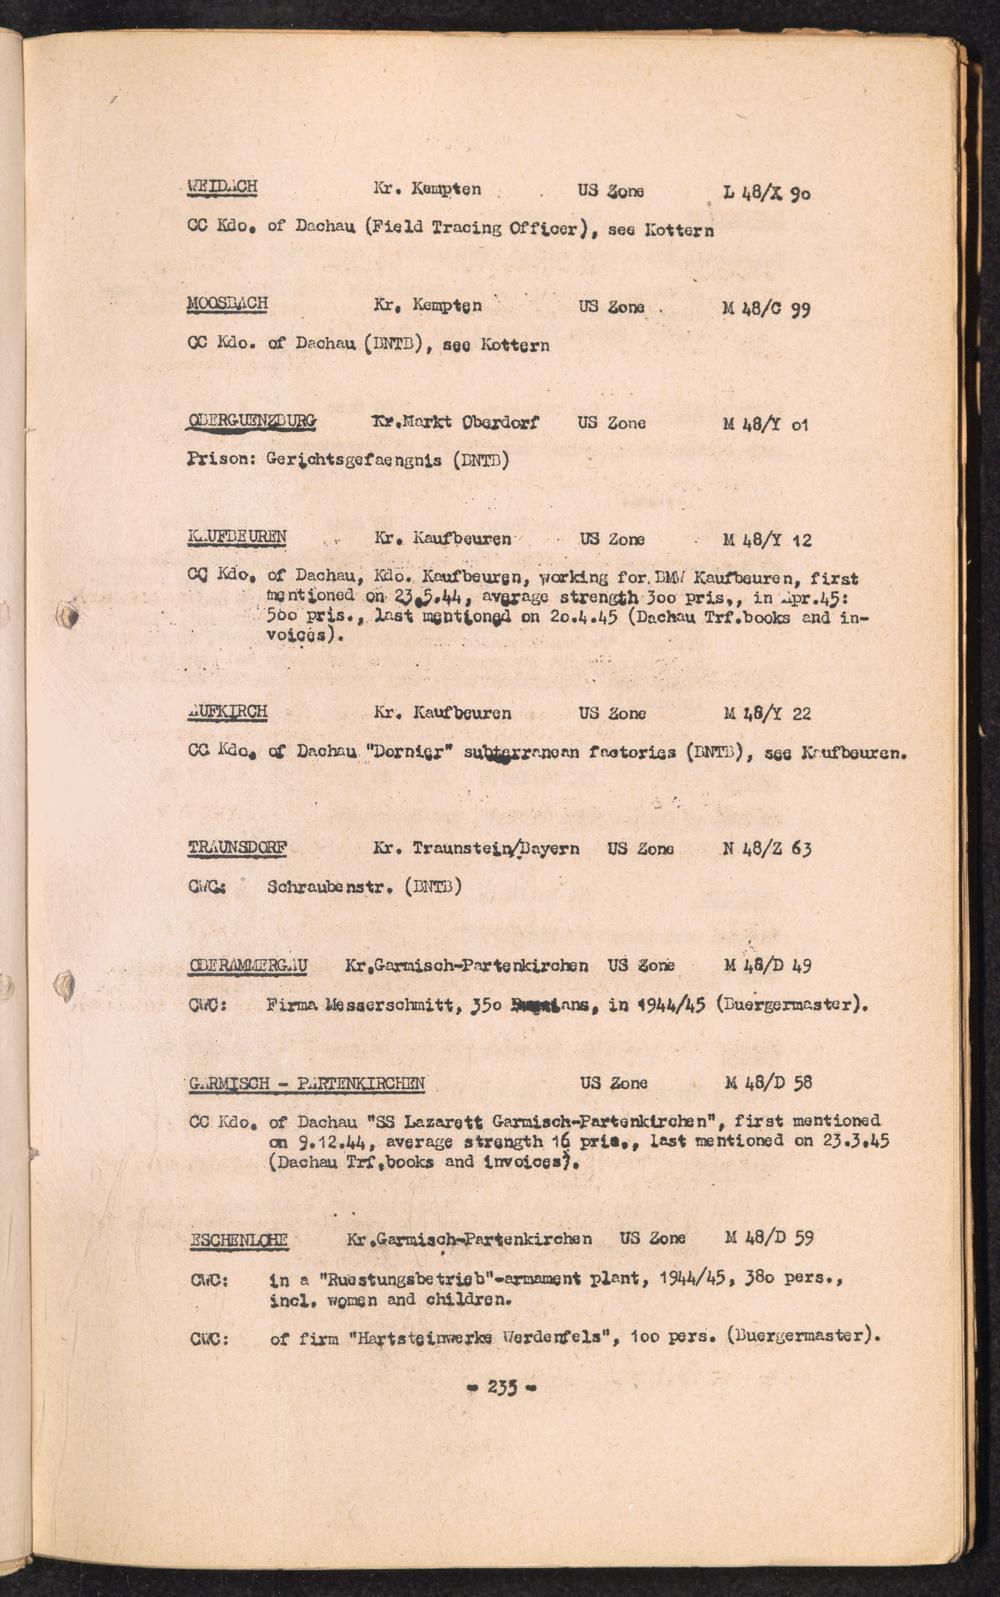 WEIDACH Kr. Kempten US Zone L 48/X 90
CC Kdo. of Dachau (Field Tracing Officer), see Kottern
MOOSBACH Kr. Kempten US Zone M 48/C 99
CC Kdo. of Dachau (BNTB), see Kottern
OBERGUENZBURG Kr.Markt Oberdorf US Zone M 48/Y 01
Prison: Gerichtsgefaengnis (BNTB)
KAUFBEUREN Kr. Kaufbeuren US Zone M 48/Y 12
CC Kdo. of Dachau, Kdo. Kaufbeuren, working for BMW Kaufbeuren, first
mentioned on 23.5.44, average strength 300 pris., in Apr.45:
500 pris., last mentioned on 20.4.45 (Dachau Trf.books and in-
voices).
AUFKIRCH Kr. Kaufbeuren US Zone M 48/Y 22
CC Kdo. of Dachau "Dornier" subterranean factories (BNTB), see Kaufbeuren.
TRAUNSDORF Kr. Traunstein/Bayern US Zone N 48/Z 63
CWC: Schraubenstr. (BNTB)
OBERAMMERGAU Kr.Garmisch-Partenkirchen US Zone M 48/D 49
CWC: Firma Messerschmitt, 350 Russians, in 1944/45 (Buergermaster).
GARMISCH - PARTENKIRCHEN US Zone M 48/D 58
CC Kdo. of Dachau "SS Lazarett Garmisch-Partenkirchen", first mentioned
on 9.12.44, average strength 16 pris., last mentioned on 23.3.45
(Dachau Trf.books and invoices).
ESCHENLOHE Kr.Garmisch-Partenkirchen US Zone M 48/D 59
CWC: in a "Ruestungsbetrieb"-armament plant, 1944/45, 380 pers.,
incl. women and children.
CWC: of firm "Hartsteinwerke Werdenfels", 100 pers. (Buergermaster).
- 235 -